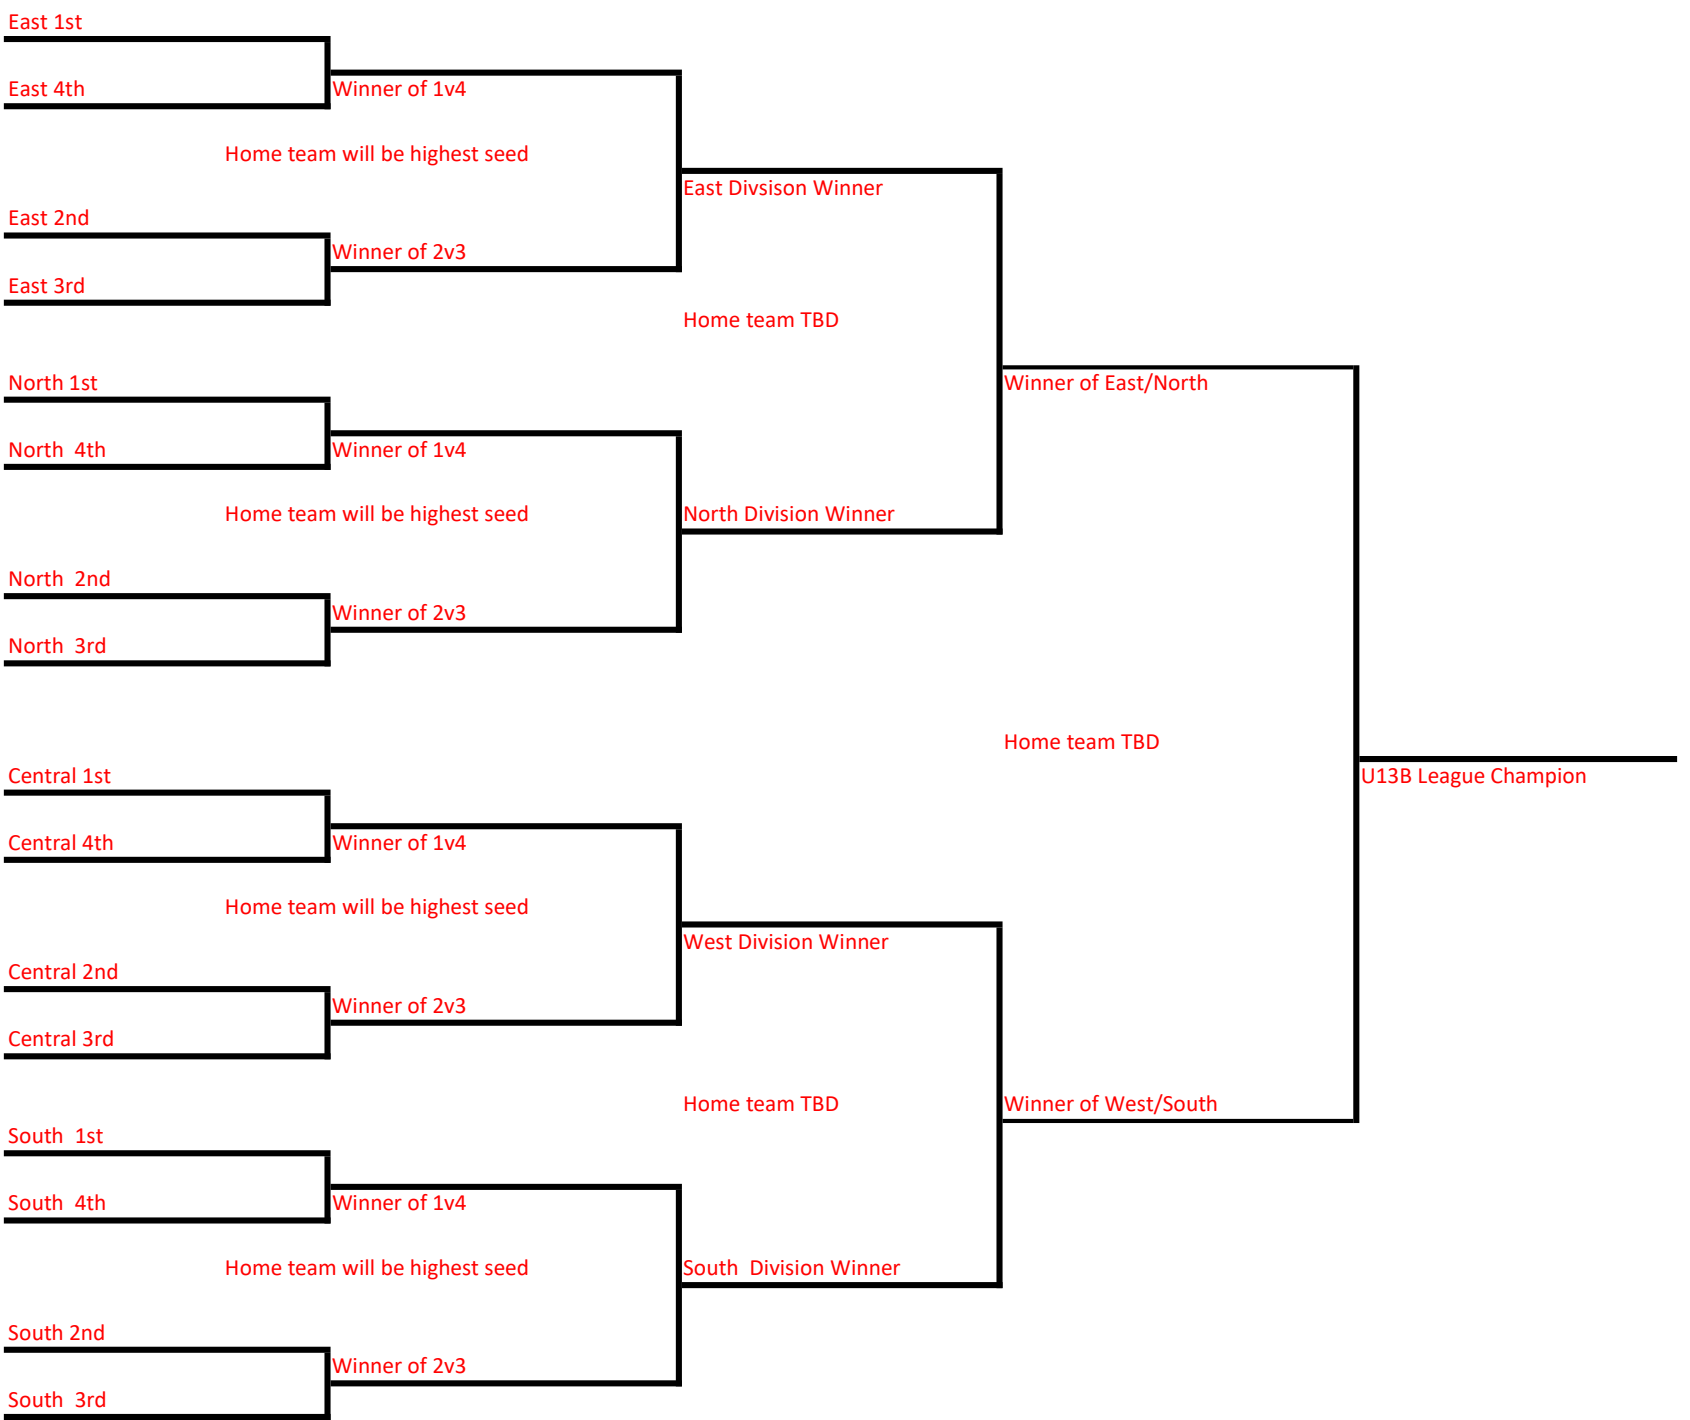 East 1st
East 4th
Winner of 1v4
Home team will be highest seed
East Divsison Winner
East 2nd
Winner of 2v3
East 3rd
Home team TBD
North 1st
Winner of East/North
North  4th
Winner of 1v4
Home team will be highest seed
North Division Winner
North  2nd
Winner of 2v3
North  3rd
Home team TBD
Central 1st
U13B League Champion
Central 4th
Winner of 1v4
Home team will be highest seed
West Division Winner
Central 2nd
Winner of 2v3
Central 3rd
Home team TBD
Winner of West/South
South  1st
South  4th
Winner of 1v4
Home team will be highest seed
South  Division Winner
South 2nd
Winner of 2v3
South  3rd